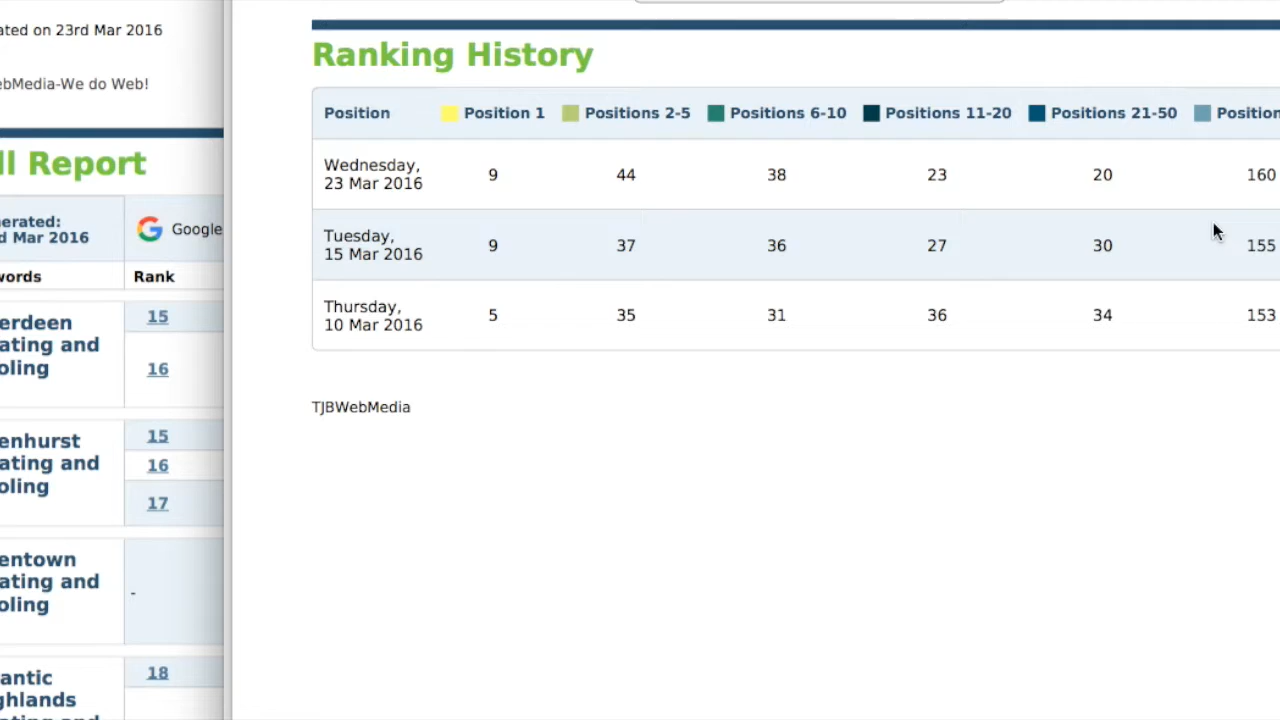 ated on 23rd Mar 2016
ebMedia-We do Web!
ll Report
erated:
d Mar 2016
Google
words
Rank
erdeen
ating and
oling
15
16
enhurst
ating and
oling
15
16
17
entown
ating and
oling
-
antic
ghlands
ating and
18
Ranking History
Position Position 1 Positions 2-5 Positions 6-10 Positions 11-20 Positions 21-50 Position
Wednesday,
23 Mar 2016 9 44 38 23 20 160
Tuesday,
15 Mar 2016 9 37 36 27 30 155
Thursday,
10 Mar 2016 5 35 31 36 34 153
TJBWebMedia